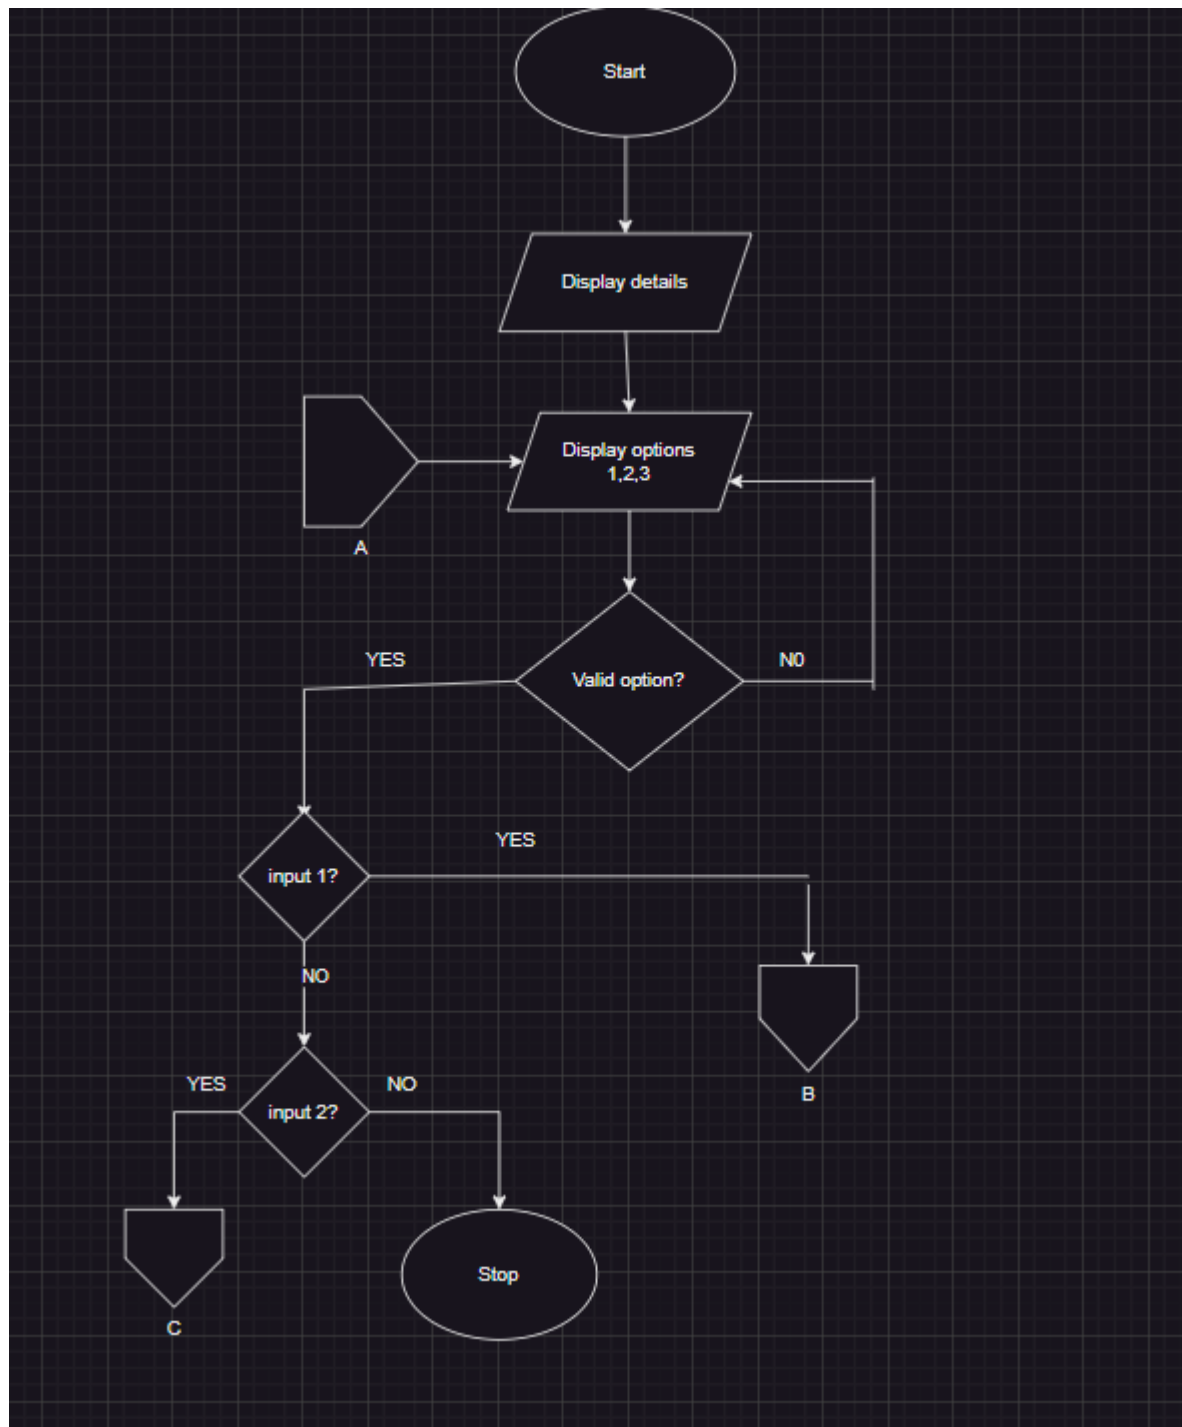 Start
Display details
Display options
1,2,3
A
YES
N0
Valid option?
YES
input 1?
NO
YES
NO
input 2?
B
Stop
C